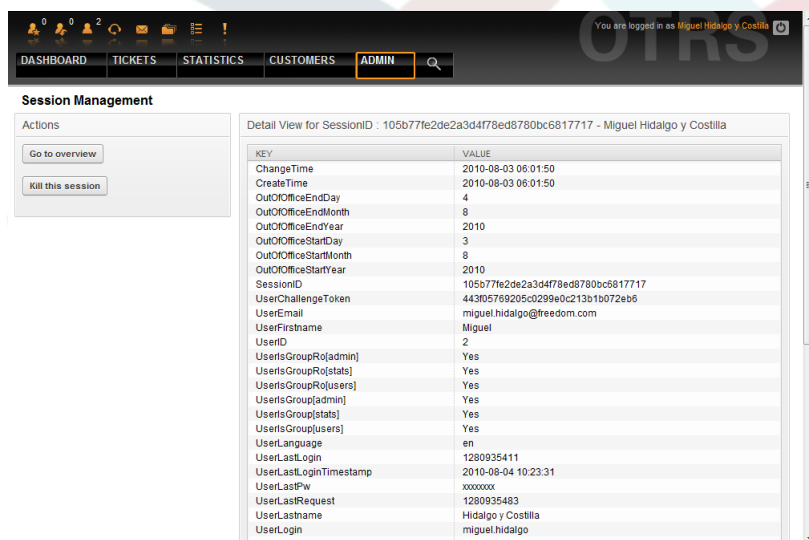 0 0 2
You are logged in as Miguel Hidalgo y Costilla
OTRS
DASHBOARD TICKETS STATISTICS CUSTOMERS ADMIN
Session Management
Actions
Go to overview
Kill this session
Detail View for SessionID : 105b77fe2de2a3d4f78ed8780bc6817717 - Miguel Hidalgo y Costilla
KEY VALUE
ChangeTime 2010-08-03 06:01:50
CreateTime 2010-08-03 06:01:50
OutOfOfficeEndDay 4
OutOfOfficeEndMonth 8
OutOfOfficeEndYear 2010
OutOfOfficeStartDay 3
OutOfOfficeStartMonth 8
OutOfOfficeStartYear 2010
SessionID 105b77fe2de2a3d4f78ed8780bc6817717
UserChallengeToken 443f05769205c0299e0c213b1b072eb6
UserEmail miguel.hidalgo@freedom.com
UserFirstname Miguel
UserID 2
UserIsGroupRo[admin] Yes
UserIsGroupRo[stats] Yes
UserIsGroupRo[users] Yes
UserIsGroup[admin] Yes
UserIsGroup[stats] Yes
UserIsGroup[users] Yes
UserLanguage en
UserLastLogin 1280935411
UserLastLoginTimestamp 2010-08-04 10:23:31
UserLastPw xxxxxxxx
UserLastRequest 1280935483
UserLastname Hidalgo y Costilla
UserLogin miguel.hidalgo